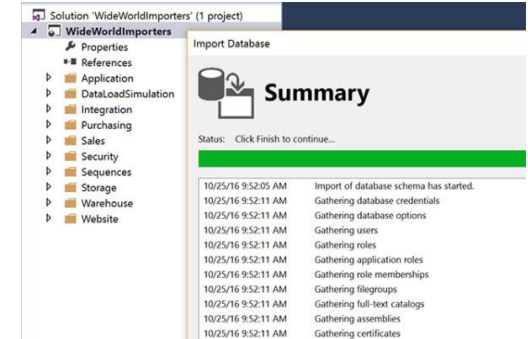 Solution 'WideWorldImporters' (1 project)
WideWorldImporters
Properties
References
Application
DataLoadSimulation
Integration
Purchasing
Sales
Security
Sequences
Storage
Warehouse
Website
Import Database
Summary
Status: Click Finish to continue...
10/25/16 9:52:05 AM Import of database schema has started.
10/25/16 9:52:11 AM Gathering database credentials
10/25/16 9:52:11 AM Gathering database options
10/25/16 9:52:11 AM Gathering users
10/25/16 9:52:11 AM Gathering roles
10/25/16 9:52:11 AM Gathering application roles
10/25/16 9:52:11 AM Gathering role memberships
10/25/16 9:52:11 AM Gathering filegroups
10/25/16 9:52:11 AM Gathering full-text catalogs
10/25/16 9:52:11 AM Gathering assemblies
10/25/16 9:52:11 AM Gathering certificates